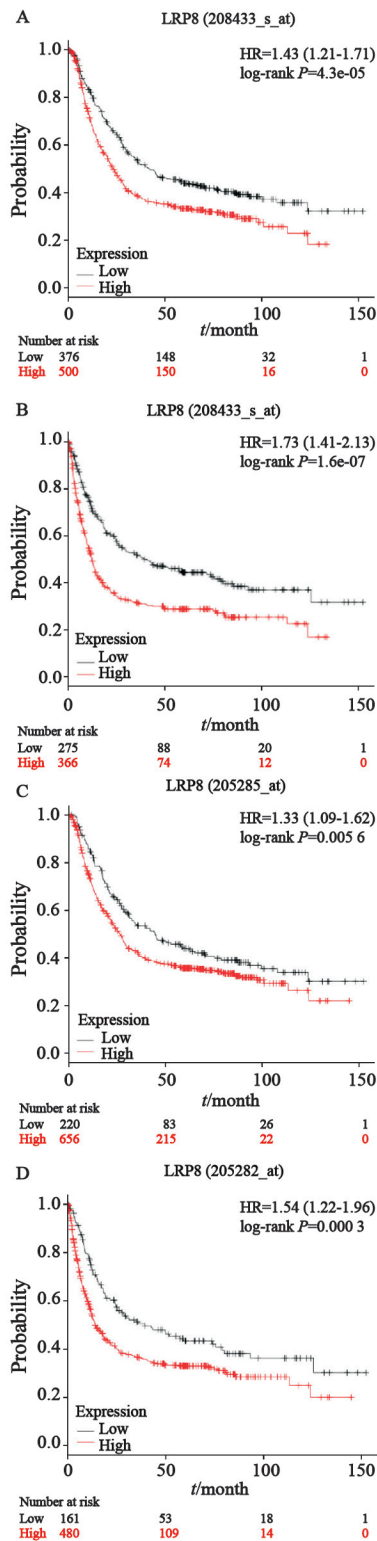 A
LRP8 (208433_s_at)
HR=1.43 (1.21-1.71)
log-rank P=4.3e-05
Probability
1.0
0.8
0.6
0.4
0.2
0.0
Expression
Low
High
0 50 100 150
t/month
Number at risk
Low 376 148 32 1
High 500 150 16 0
B
LRP8 (208433_s_at)
HR=1.73 (1.41-2.13)
log-rank P=1.6e-07
Probability
1.0
0.8
0.6
0.4
0.2
0.0
Expression
Low
High
0 50 100 150
t/month
Number at risk
Low 275 88 20 1
High 366 74 12 0
C
LRP8 (205285_at)
HR=1.33 (1.09-1.62)
log-rank P=0.005 6
Probability
1.0
0.8
0.6
0.4
0.2
0.0
Expression
Low
High
0 50 100 150
t/month
Number at risk
Low 220 83 26 1
High 656 215 22 0
D
LRP8 (205282_at)
HR=1.54 (1.22-1.96)
log-rank P=0.000 3
Probability
1.0
0.8
0.6
0.4
0.2
0.0
Expression
Low
High
0 50 100 150
t/month
Number at risk
Low 161 53 18 1
High 480 109 14 0